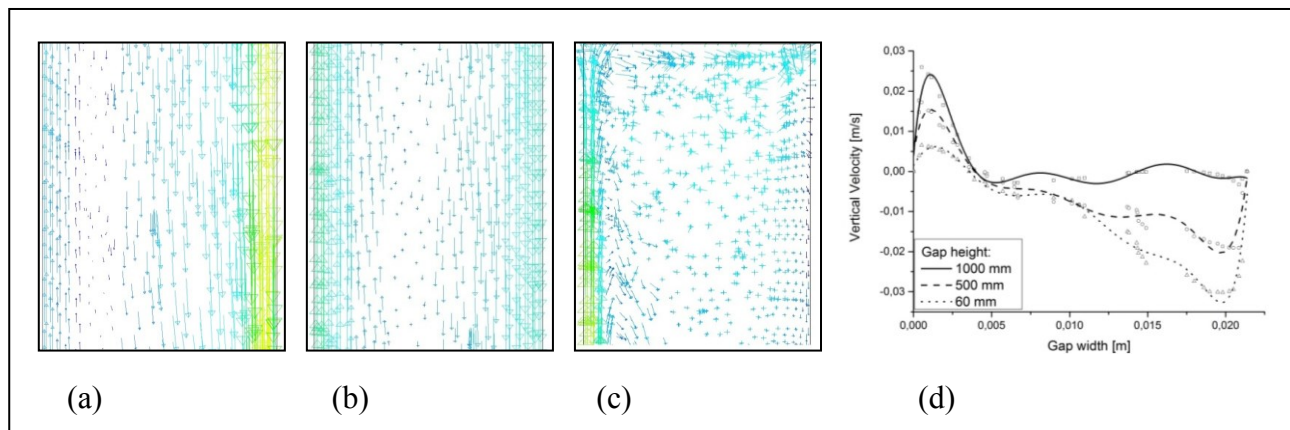 0,03
0,02
0,01
0,00
-0,01
-0,02
-0,03
Vertical Velocity [m/s]
Gap height:
1000 mm
500 mm
60 mm
0,000 0,005 0,010 0,015 0,020
Gap width [m]
(a) (b) (c) (d)